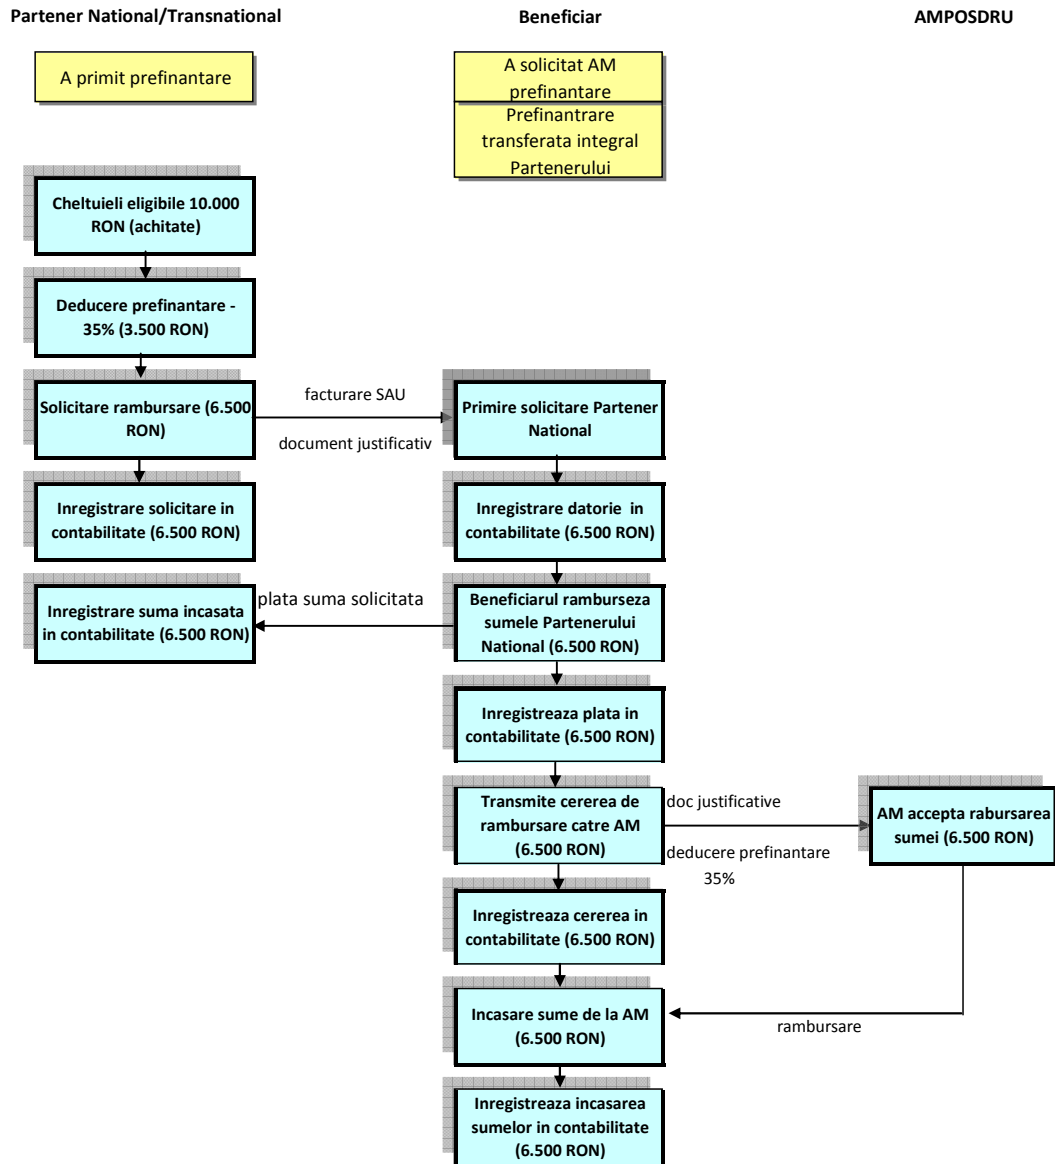 Partener National/Transnational
Beneficiar
AMPOSDRU
A primit prefinantare
A solicitat AM
prefinantare
Prefinantrare
transferata integral
Partenerului
Cheltuieli eligibile 10.000
RON (achitate)
Deducere prefinantare -
35% (3.500 RON)
Solicitare rambursare (6.500
RON)
facturare SAU
document justificativ
Primire solicitare Partener
National
Inregistrare solicitare in
contabilitate (6.500 RON)
Inregistrare datorie in
contabilitate (6.500 RON)
Inregistrare suma incasata
in contabilitate (6.500 RON)
plata suma solicitata
Beneficiarul ramburseza
sumele Partenerului
National (6.500 RON)
Inregistreaza plata in
contabilitate (6.500 RON)
Transmite cererea de
rambursare catre AM
(6.500 RON)
doc justificative
deducere prefinantare
35%
AM accepta rabursarea
sumei (6.500 RON)
Inregistreaza cererea in
contabilitate (6.500 RON)
Incasare sume de la AM
(6.500 RON)
rambursare
Inregistreaza incasarea
sumelor in contabilitate
(6.500 RON)